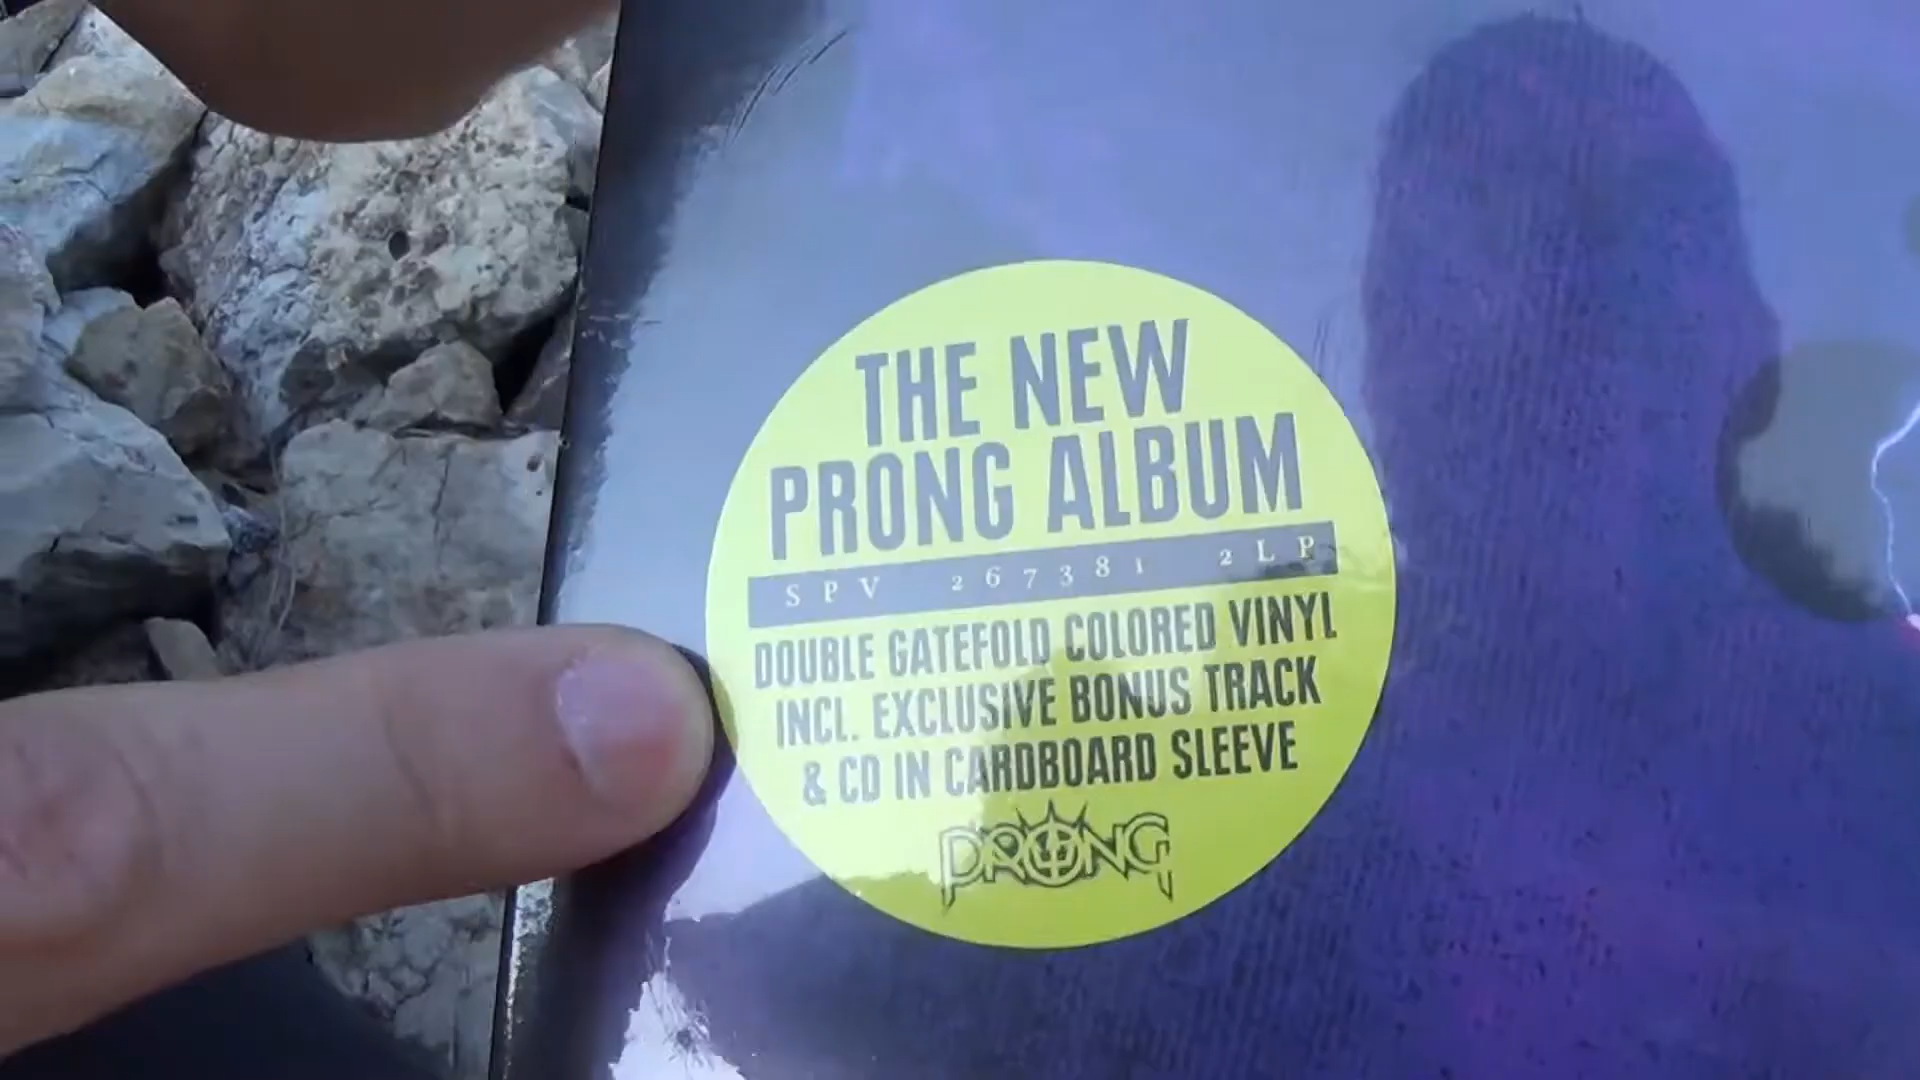 THE NEW
PRONG ALBUM
SPV 267381 2LP
DOUBLE GATEFOLD COLORED VINYL
INCL. EXCLUSIVE BONUS TRACK
& CD IN CARDBOARD SLEEVE
PRONG